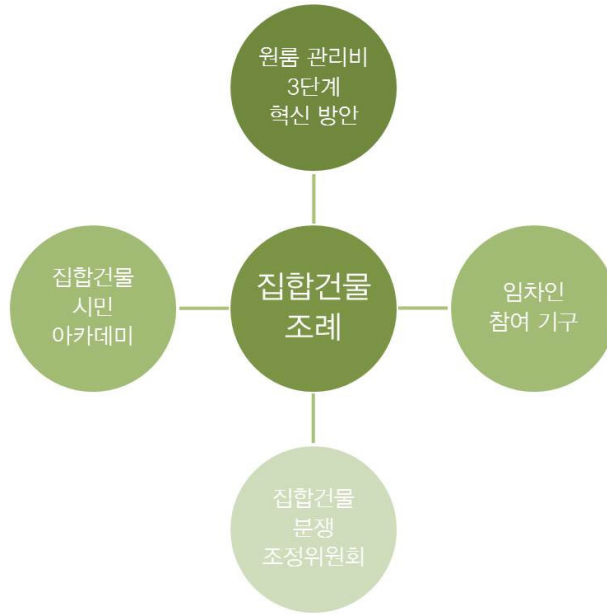 원룸 관리비
3단계
혁신 방안
집합건물
시민
아카데미
집합건물
조례
임차인
참여 기구
집합건물
분쟁
조정위원회